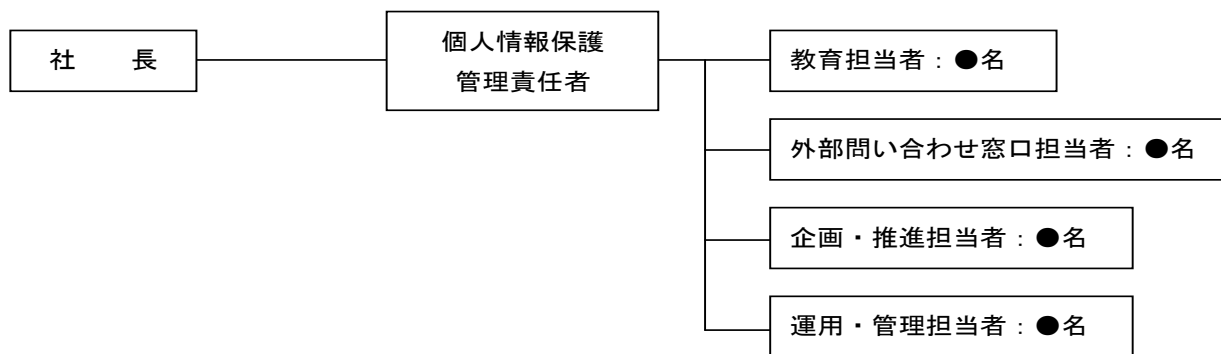 社　　長
個人情報保護
管理責任者
教育担当者：●名
外部問い合わせ窓口担当者：●名
企画・推進担当者：●名
運用・管理担当者：●名